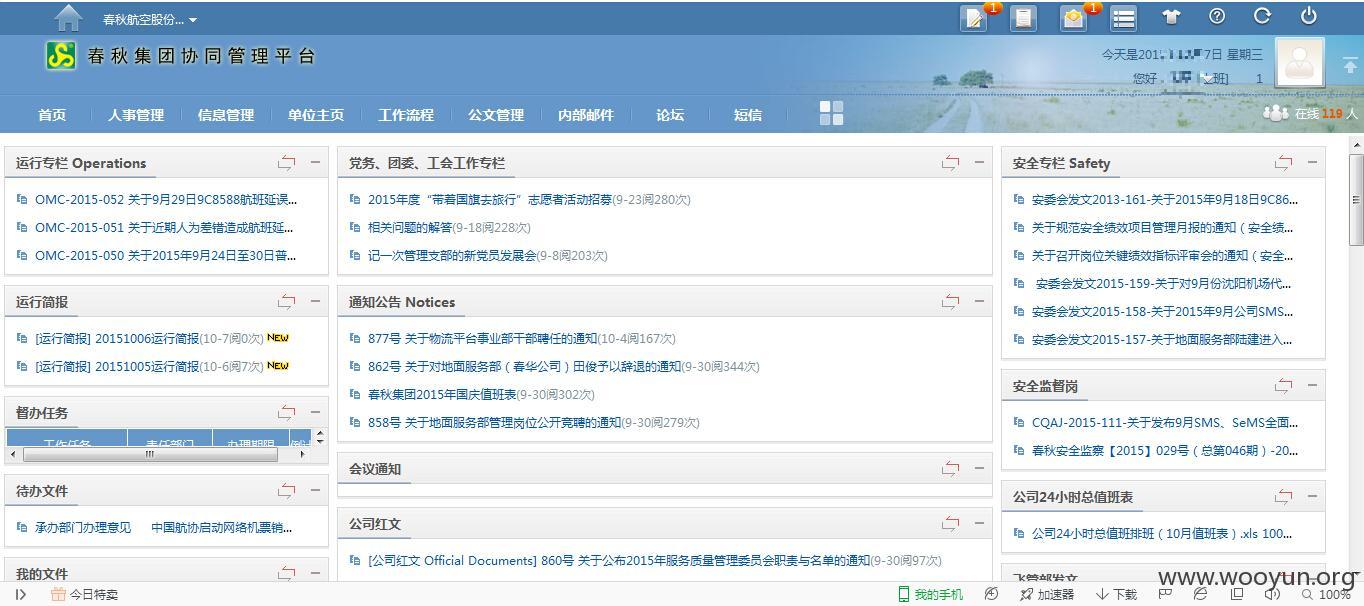 春秋航空股份...
1
1
春秋集团协同管理平台
7日 星期三
您好
班] 1
首页 人事管理 信息管理 单位主页 工作流程 公文管理 内部邮件 论坛 短信
在线 119 人
运行专栏 Operations
OMC-2015-052 关于9月29日9C8588航班延误...
OMC-2015-051 关于近期人为差错造成航班延...
OMC-2015-050 关于2015年9月24日至30日普...
运行简报
[运行简报] 20151006运行简报(10-7阅0次) NEW
[运行简报] 20151005运行简报(10-6阅7次) NEW
督办任务
工作任务 责任部门 办理期限
待办文件
承办部门办理意见 中国航协启动网络机票销...
我的文件
党务、团委、工会工作专栏
2015年度“带着国旗去旅行”志愿者活动招募(9-23阅280次)
相关问题的解答(9-18阅228次)
记一次管理支部的新党员发展会(9-8阅203次)
通知公告 Notices
877号 关于物流平台事业部干部聘任的通知(10-4阅167次)
862号 关于对地面服务部（春华公司）田俊予以辞退的通知(9-30阅344次)
春秋集团2015年国庆值班表(9-30阅302次)
858号 关于地面服务部管理岗位公开竞聘的通知(9-30阅279次)
会议通知
公司红文
[公司红文 Official Documents] 860号 关于公布2015年服务质量管理委员会职责与名单的通知(9-30阅97次)
安全专栏 Safety
安委会发文2013-161-关于2015年9月18日9C86...
关于规范安全绩效项目管理月报的通知（安全绩...
关于召开岗位关键绩效指标评审会的通知（安全...
安委会发文2015-159-关于对9月份沈阳机场代...
安委会发文2015-158-关于2015年9月公司SMS...
安委会发文2015-157-关于地面服务部陆建进入...
安全监督岗
CQAJ-2015-111-关于发布9月SMS、SeMS全面...
春秋安全监察【2015】029号（总第046期）-20...
公司24小时总值班表
公司24小时总值班排班（10月值班表）.xls 100...
飞管部发文
www.wooyun.org
今日特卖 我的手机 加速器 下载 100%